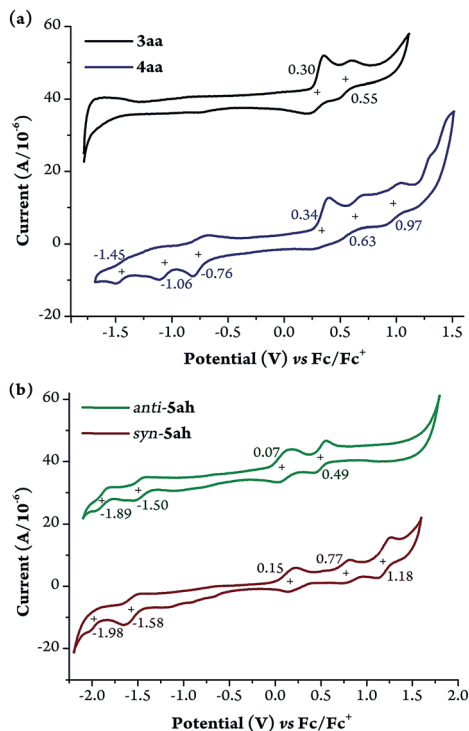 (a)
60
3aa
4aa
40
20
0
-20
Current (A/10⁻⁶)
0.30
0.55
0.34
0.63
0.97
-1.45
-1.06
-0.76
-1.5 -1.0 -0.5 0.0 0.5 1.0 1.5
Potential (V) vs Fc/Fc⁺
(b)
60
anti-5ah
syn-5ah
40
20
0
-20
Current (A/10⁻⁶)
0.07
0.49
-1.89
-1.50
0.15
0.77
1.18
-1.98
-1.58
-2.0 -1.5 -1.0 -0.5 0.0 0.5 1.0 1.5 2.0
Potential (V) vs Fc/Fc⁺